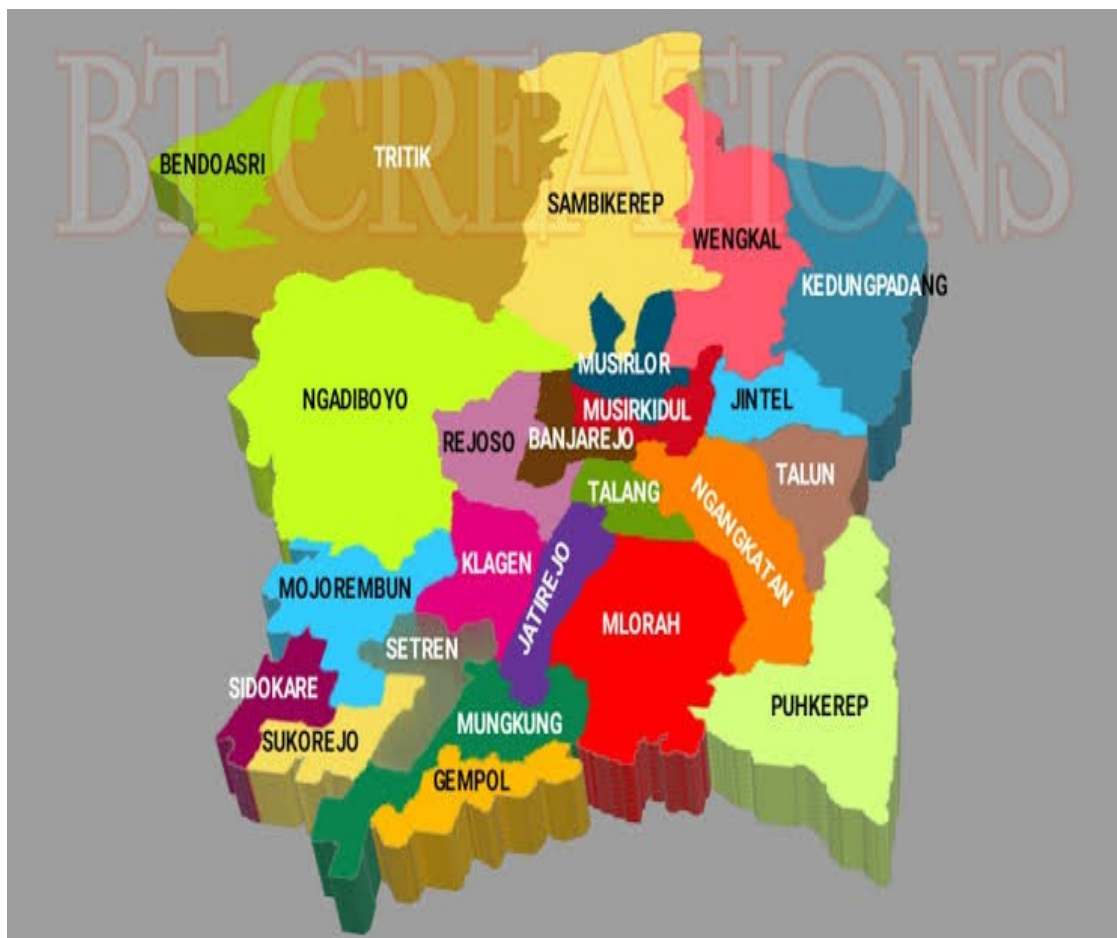 BT CREATIONS
BENDOASRI
TRITIK
SAMBIKEREP
WENGKAL
KEDUNGPADANG
MUSIRLOR
NGADIBOYO
MUSIRKIDUL
JINTEL
REJOSO
BANJAREJO
TALUN
TALANG
NGANGKATAN
KLAGEN
MOJOREMBUN
JATIREJO
MLORAH
SETREN
SIDOKARE
PUHKEREP
MUNGKUNG
SUKOREJO
GEMPOL